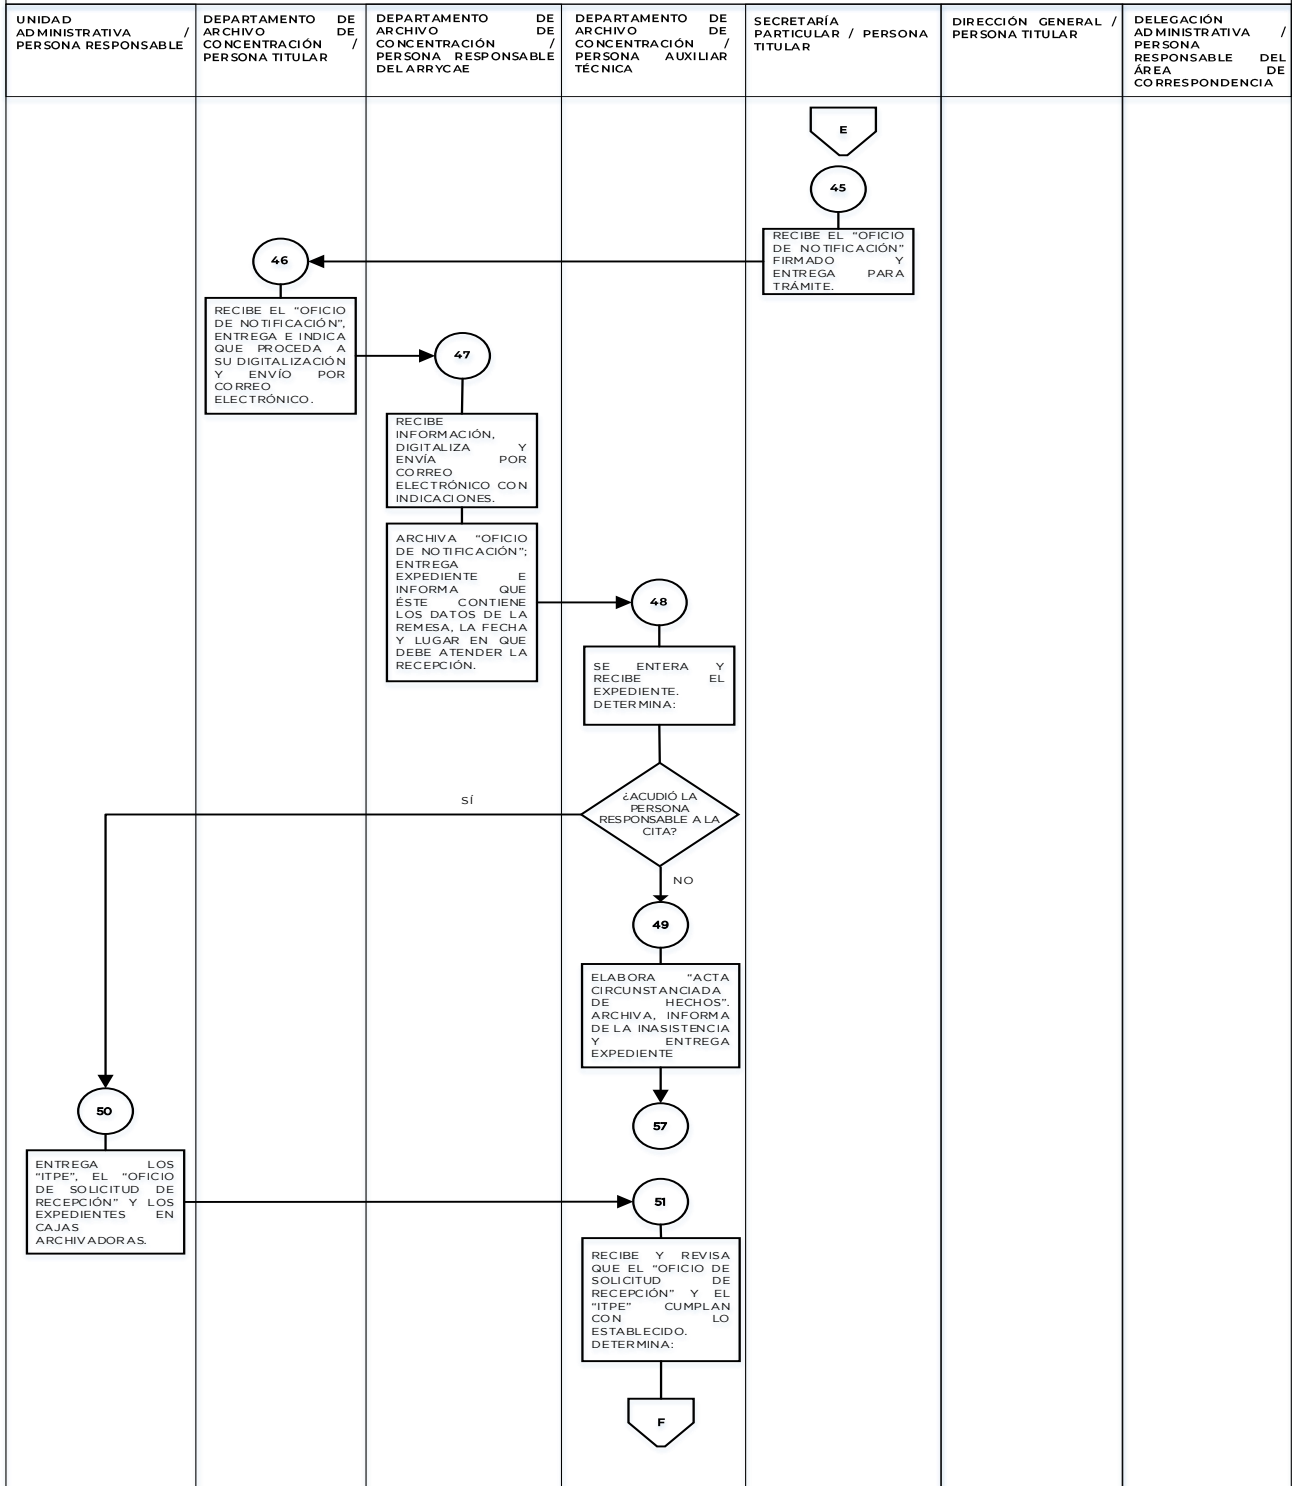 UNIDAD
ADMINISTRATIVA /
PERSONA RESPONSABLE
DEPARTAMENTO DE
ARCHIVO DE
CONCENTRACIÓN /
PERSONA TITULAR
DEPARTAMENTO DE
ARCHIVO DE
CONCENTRACIÓN /
PERSONA RESPONSABLE
DEL ARRYCAE
DEPARTAMENTO DE
ARCHIVO DE
CONCENTRACIÓN /
PERSONA AUXILIAR
TÉCNICA
SECRETARÍA
PARTICULAR / PERSONA
TITULAR
DIRECCIÓN GENERAL /
PERSONA TITULAR
DELEGACIÓN
ADMINISTRATIVA /
PERSONA
RESPONSABLE DEL
ÁREA DE
CORRESPONDENCIA
E
45
RECIBE EL “OFICIO
DE NOTIFICACIÓN”
FIRMADO Y
ENTREGA PARA
TRÁMITE.
46
RECIBE EL “OFICIO
DE NOTIFICACIÓN”,
ENTREGA E INDICA
QUE PROCEDA A
SU DIGITALIZACIÓN
Y ENVÍO POR
CORREO
ELECTRÓNICO.
47
RECIBE
INFORMACIÓN,
DIGITALIZA Y
ENVÍA POR
CORREO
ELECTRÓNICO CON
INDICACIONES.
ARCHIVA “OFICIO
DE NOTIFICACIÓN”;
ENTREGA
EXPEDIENTE E
INFORMA QUE
ÉSTE CONTIENE
LOS DATOS DE LA
REMESA, LA FECHA
Y LUGAR EN QUE
DEBE ATENDER LA
RECEPCIÓN.
48
SE ENTERA Y
RECIBE EL
EXPEDIENTE.
DETERMINA:
¿ACUDIÓ LA
PERSONA
RESPONSABLE A LA
CITA?
SÍ
NO
49
ELABORA “ACTA
CIRCUNSTANCIADA
DE HECHOS”.
ARCHIVA, INFORMA
DE LA INASISTENCIA
Y ENTREGA
EXPEDIENTE
57
50
ENTREGA LOS
“ITPE”, EL “OFICIO
DE SOLICITUD DE
RECEPCIÓN” Y LOS
EXPEDIENTES EN
CAJAS
ARCHIVADORAS.
51
RECIBE Y REVISA
QUE EL “OFICIO DE
SOLICITUD DE
RECEPCIÓN” Y EL
“ITPE” CUMPLAN
CON LO
ESTABLECIDO.
DETERMINA:
F